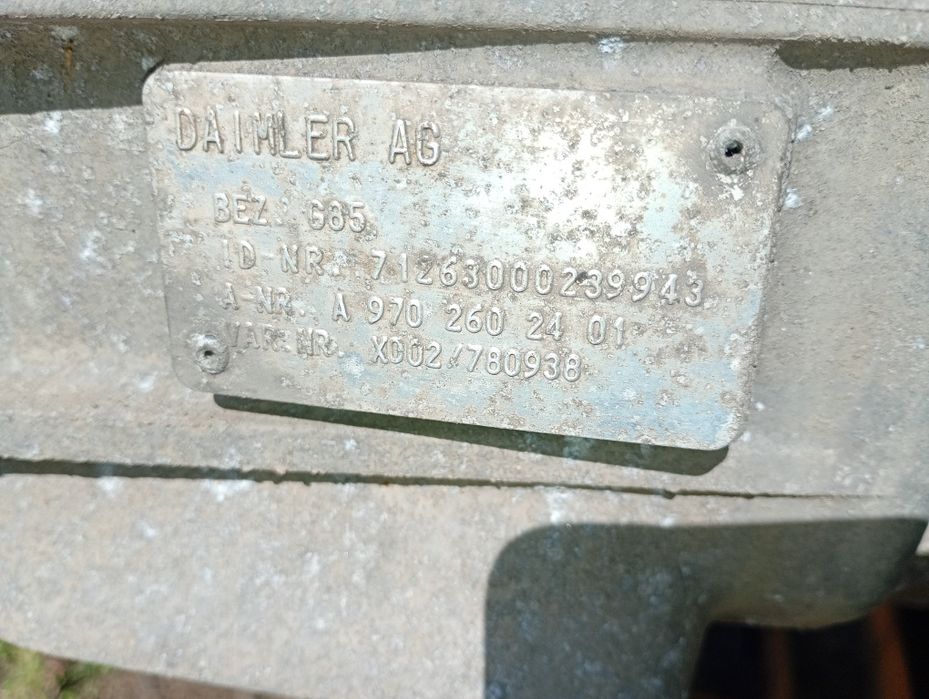 DAIMLER AG
BEZ. G85
ID-NR. 71263000239943
A-NR. A 970 260 24 01
VAR.NR. X002/780938